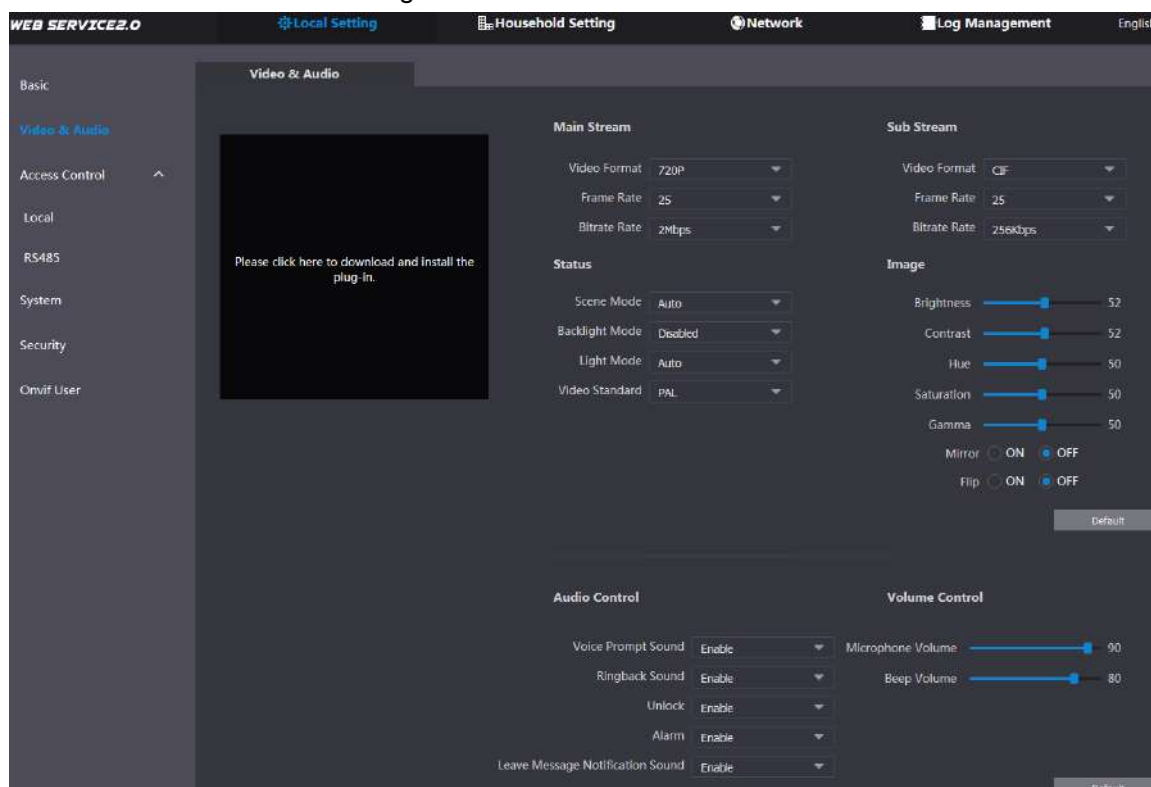 WEB SERVICE2.0 Local Setting Household Setting Network Log Management English
Video & Audio
Basic
Video & Audio
Access Control
Local
RS485
System
Security
Onvif User
Please click here to download and install the
plug-in.
Main Stream
Video Format 720P
Frame Rate 25
Bitrate Rate 2Mbps
Status
Scene Mode Auto
Backlight Mode Disabled
Light Mode Auto
Video Standard PAL
Sub Stream
Video Format CIF
Frame Rate 25
Bitrate Rate 256Kbps
Image
Brightness 52
Contrast 52
Hue 50
Saturation 50
Gamma 50
Mirror ON OFF
Flip ON OFF
Default
Audio Control
Voice Prompt Sound Enable
Ringback Sound Enable
Unlock Enable
Alarm Enable
Leave Message Notification Sound Enable
Volume Control
Microphone Volume 90
Beep Volume 80